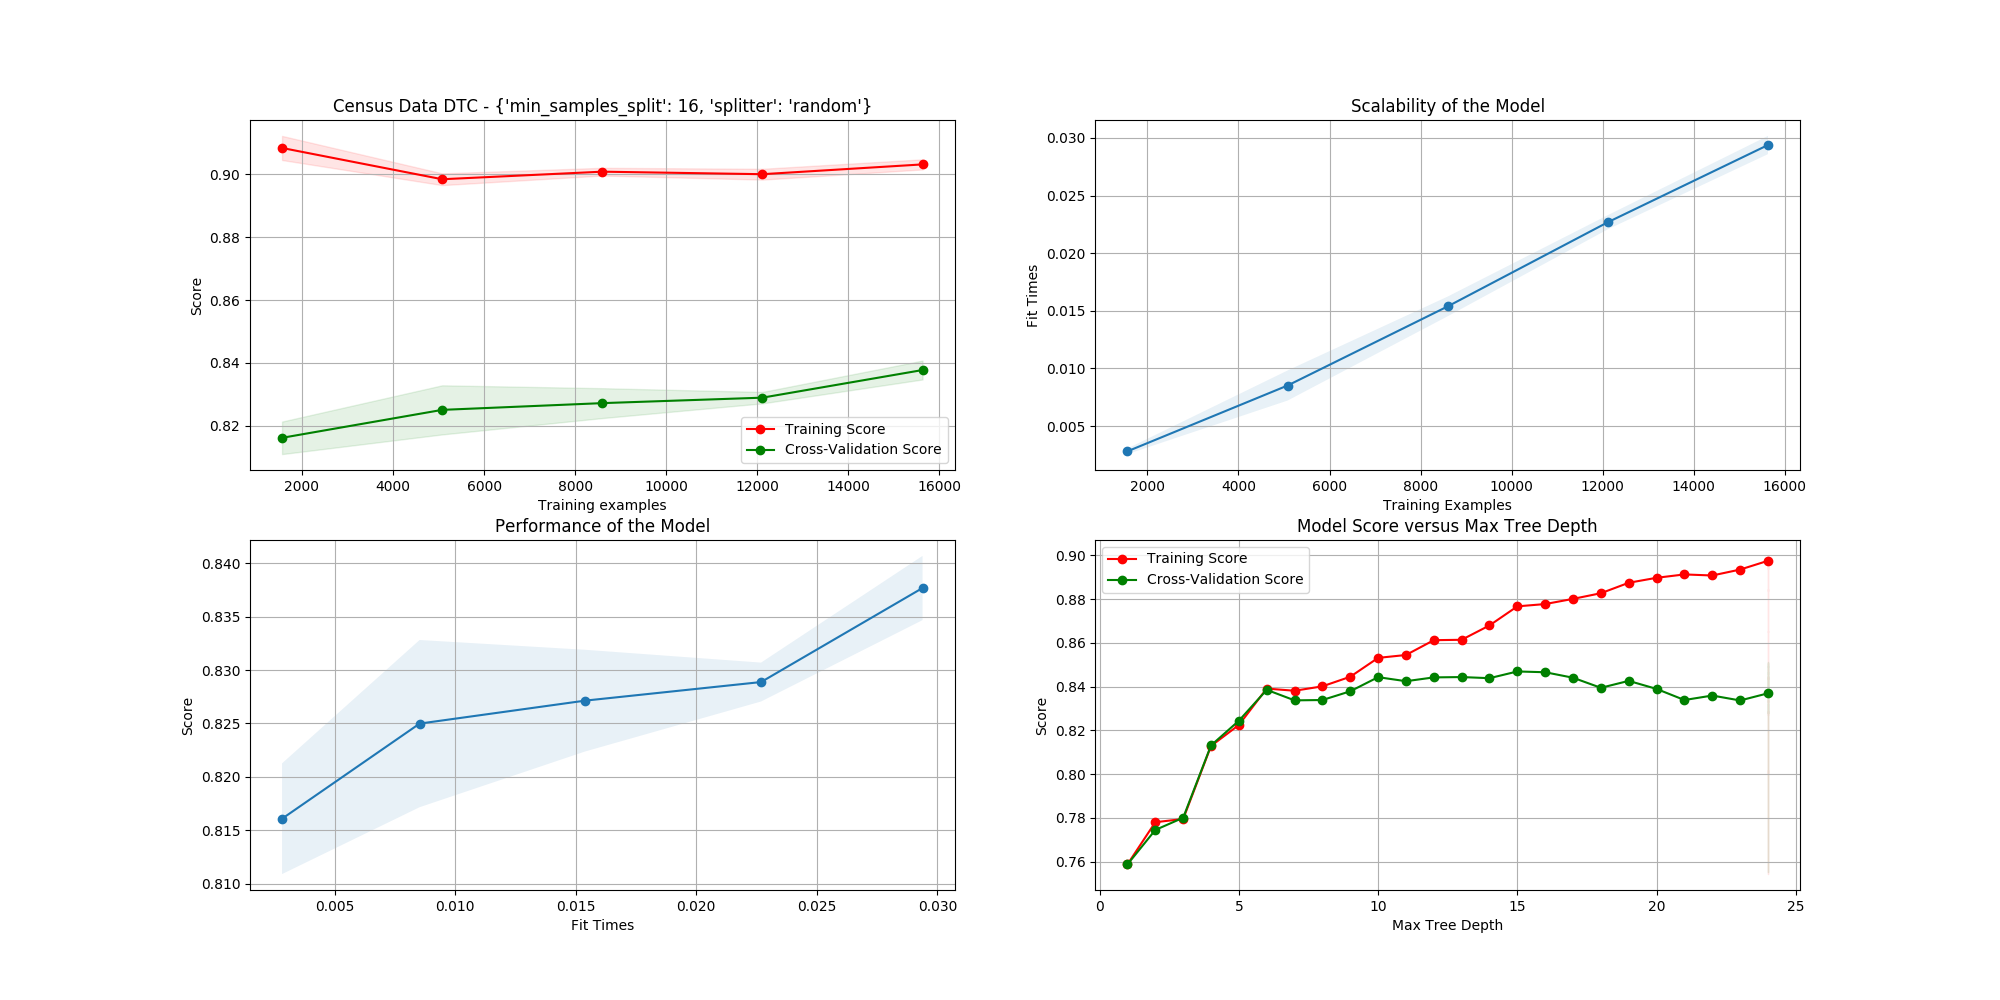 Census Data DTC - {'min_samples_split': 16, 'splitter': 'random'}
0.90
0.88
0.86
0.84
0.82
Score
Training Score
Cross-Validation Score
2000 4000 6000 8000 10000 12000 14000 16000
Training examples
Scalability of the Model
0.030
0.025
0.020
0.015
0.010
0.005
Fit Times
2000 4000 6000 8000 10000 12000 14000 16000
Training Examples
Performance of the Model
0.840
0.835
0.830
0.825
0.820
0.815
0.810
Score
0.005 0.010 0.015 0.020 0.025 0.030
Fit Times
Model Score versus Max Tree Depth
0.90
0.88
0.86
0.84
0.82
0.80
0.78
0.76
Score
Training Score
Cross-Validation Score
0 5 10 15 20 25
Max Tree Depth